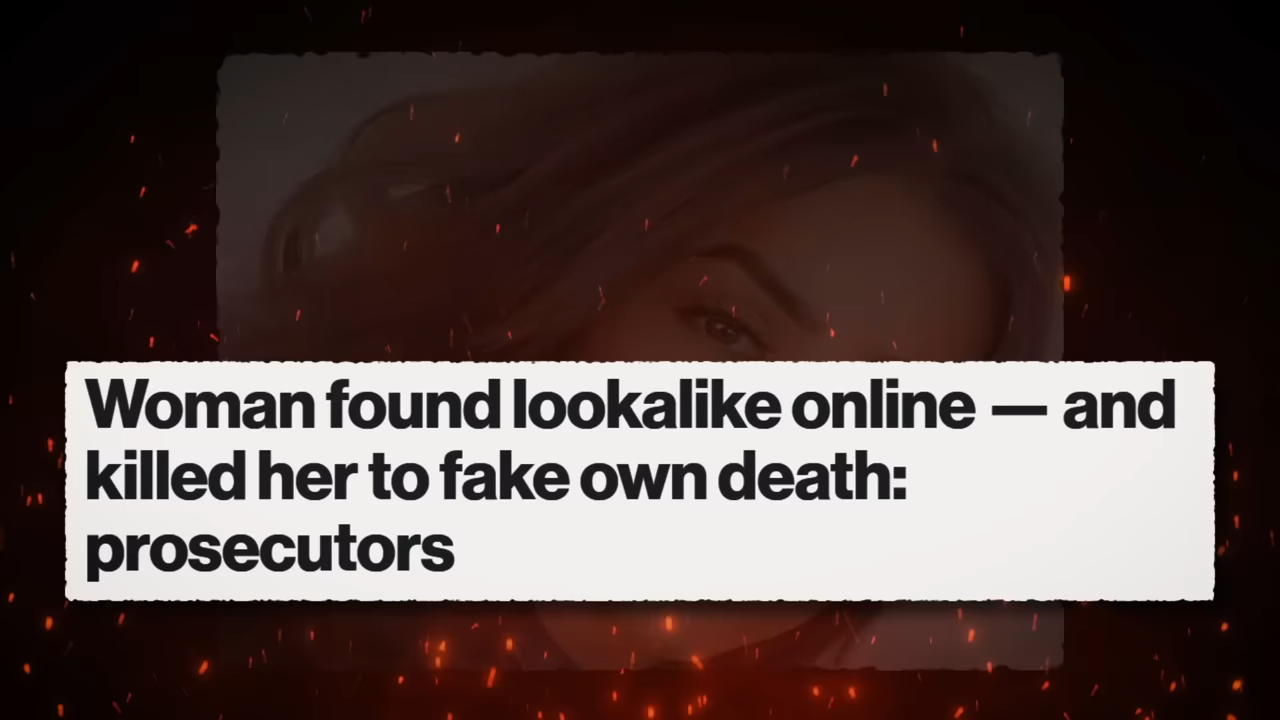 Woman found lookalike online — and
killed her to fake own death:
prosecutors